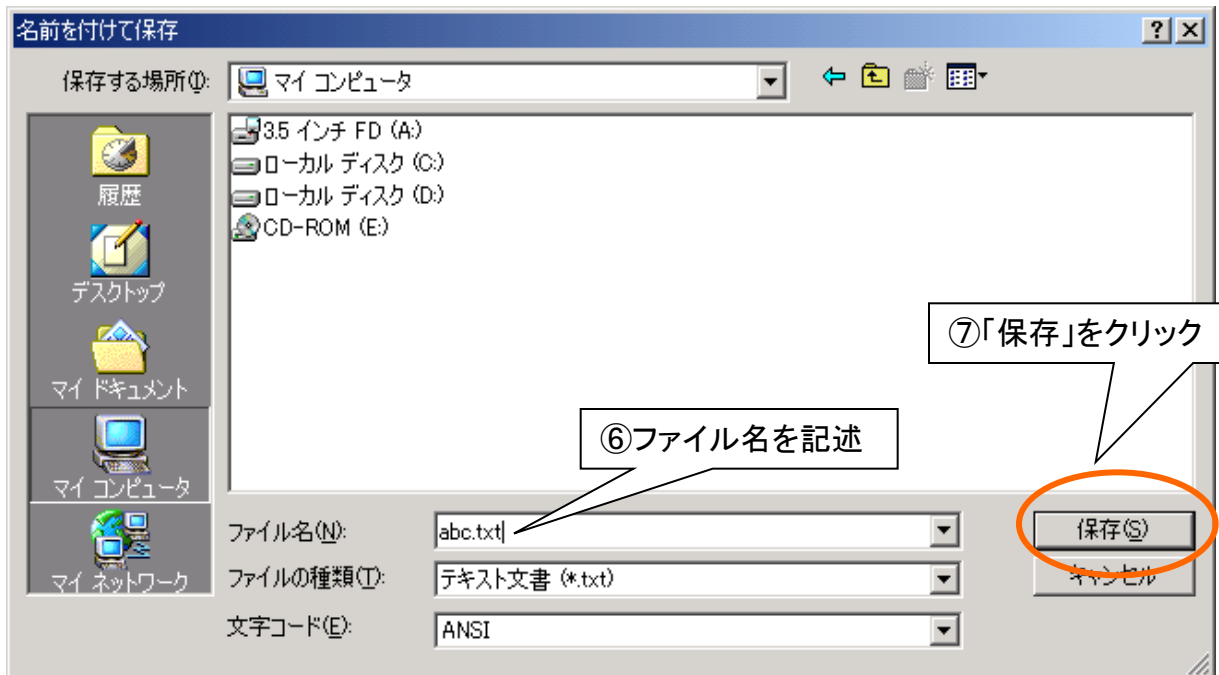 名前を付けて保存
保存する場所(I):
マイ コンピュータ
3.5 インチ FD (A:)
ローカル ディスク (C:)
ローカル ディスク (D:)
CD-ROM (E:)
履歴
デスクトップ
マイ ドキュメント
マイ コンピュータ
マイ ネットワーク
⑦「保存」をクリック
⑥ファイル名を記述
ファイル名(N):
abc.txt
保存(S)
ファイルの種類(T):
テキスト文書 (*.txt)
キャンセル
文字コード(E):
ANSI